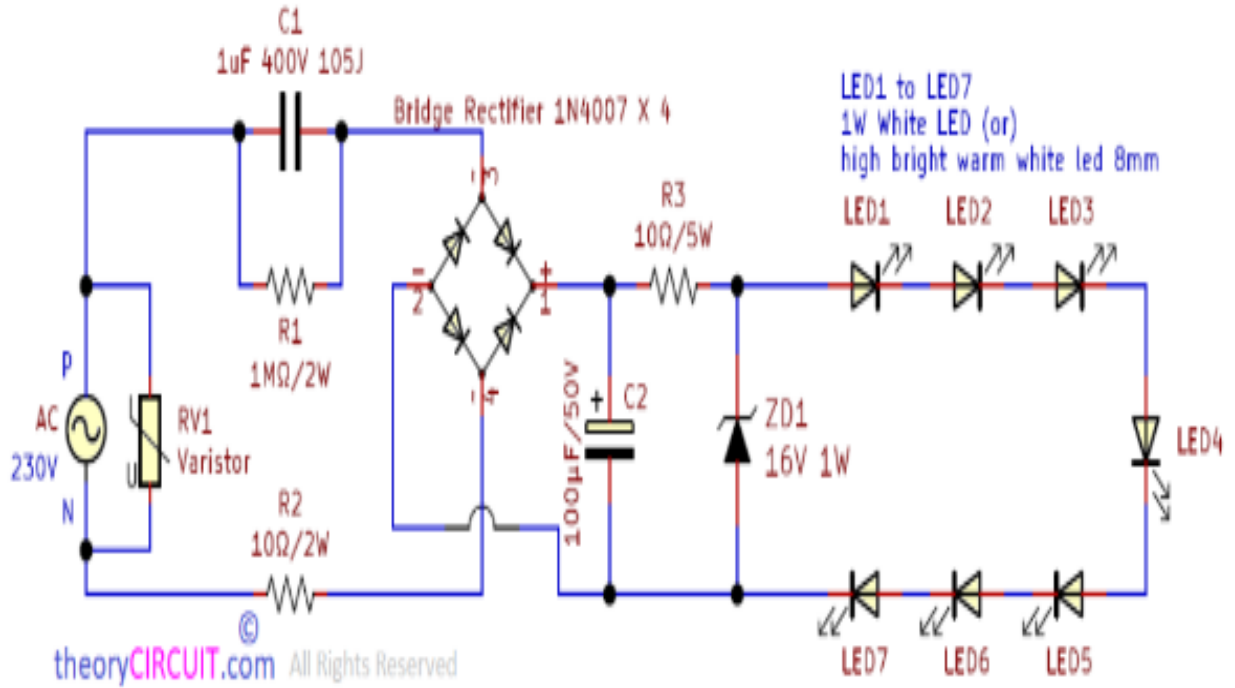 C1
1uF 400V 105J
Bridge Rectifier 1N4007 X 4
LED1 to LED7
1W White LED (or)
high bright warm white led 8mm
R3
10Ω/5W
LED1
LED2
LED3
3
- 2
+ 1
4
R1
1MΩ/2W
P
AC
230V
N
RV1
Varistor
U
R2
10Ω/2W
+
C2
100µF/50V
ZD1
16V 1W
LED4
LED7
LED6
LED5
©
theoryCIRCUIT.com All Rights Reserved